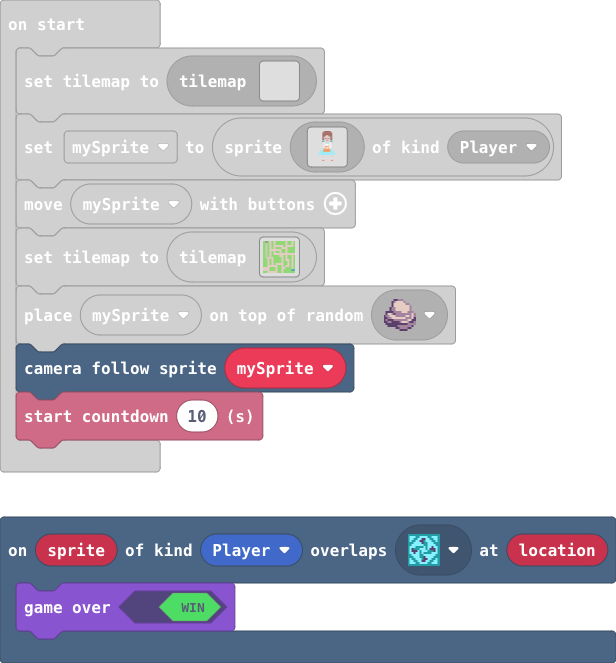 on start
set tilemap to tilemap
set mySprite to sprite of kind Player
move mySprite with buttons
set tilemap to tilemap
place mySprite on top of random
camera follow sprite mySprite
start countdown 10 (s)
on sprite of kind Player overlaps at location
game over WIN